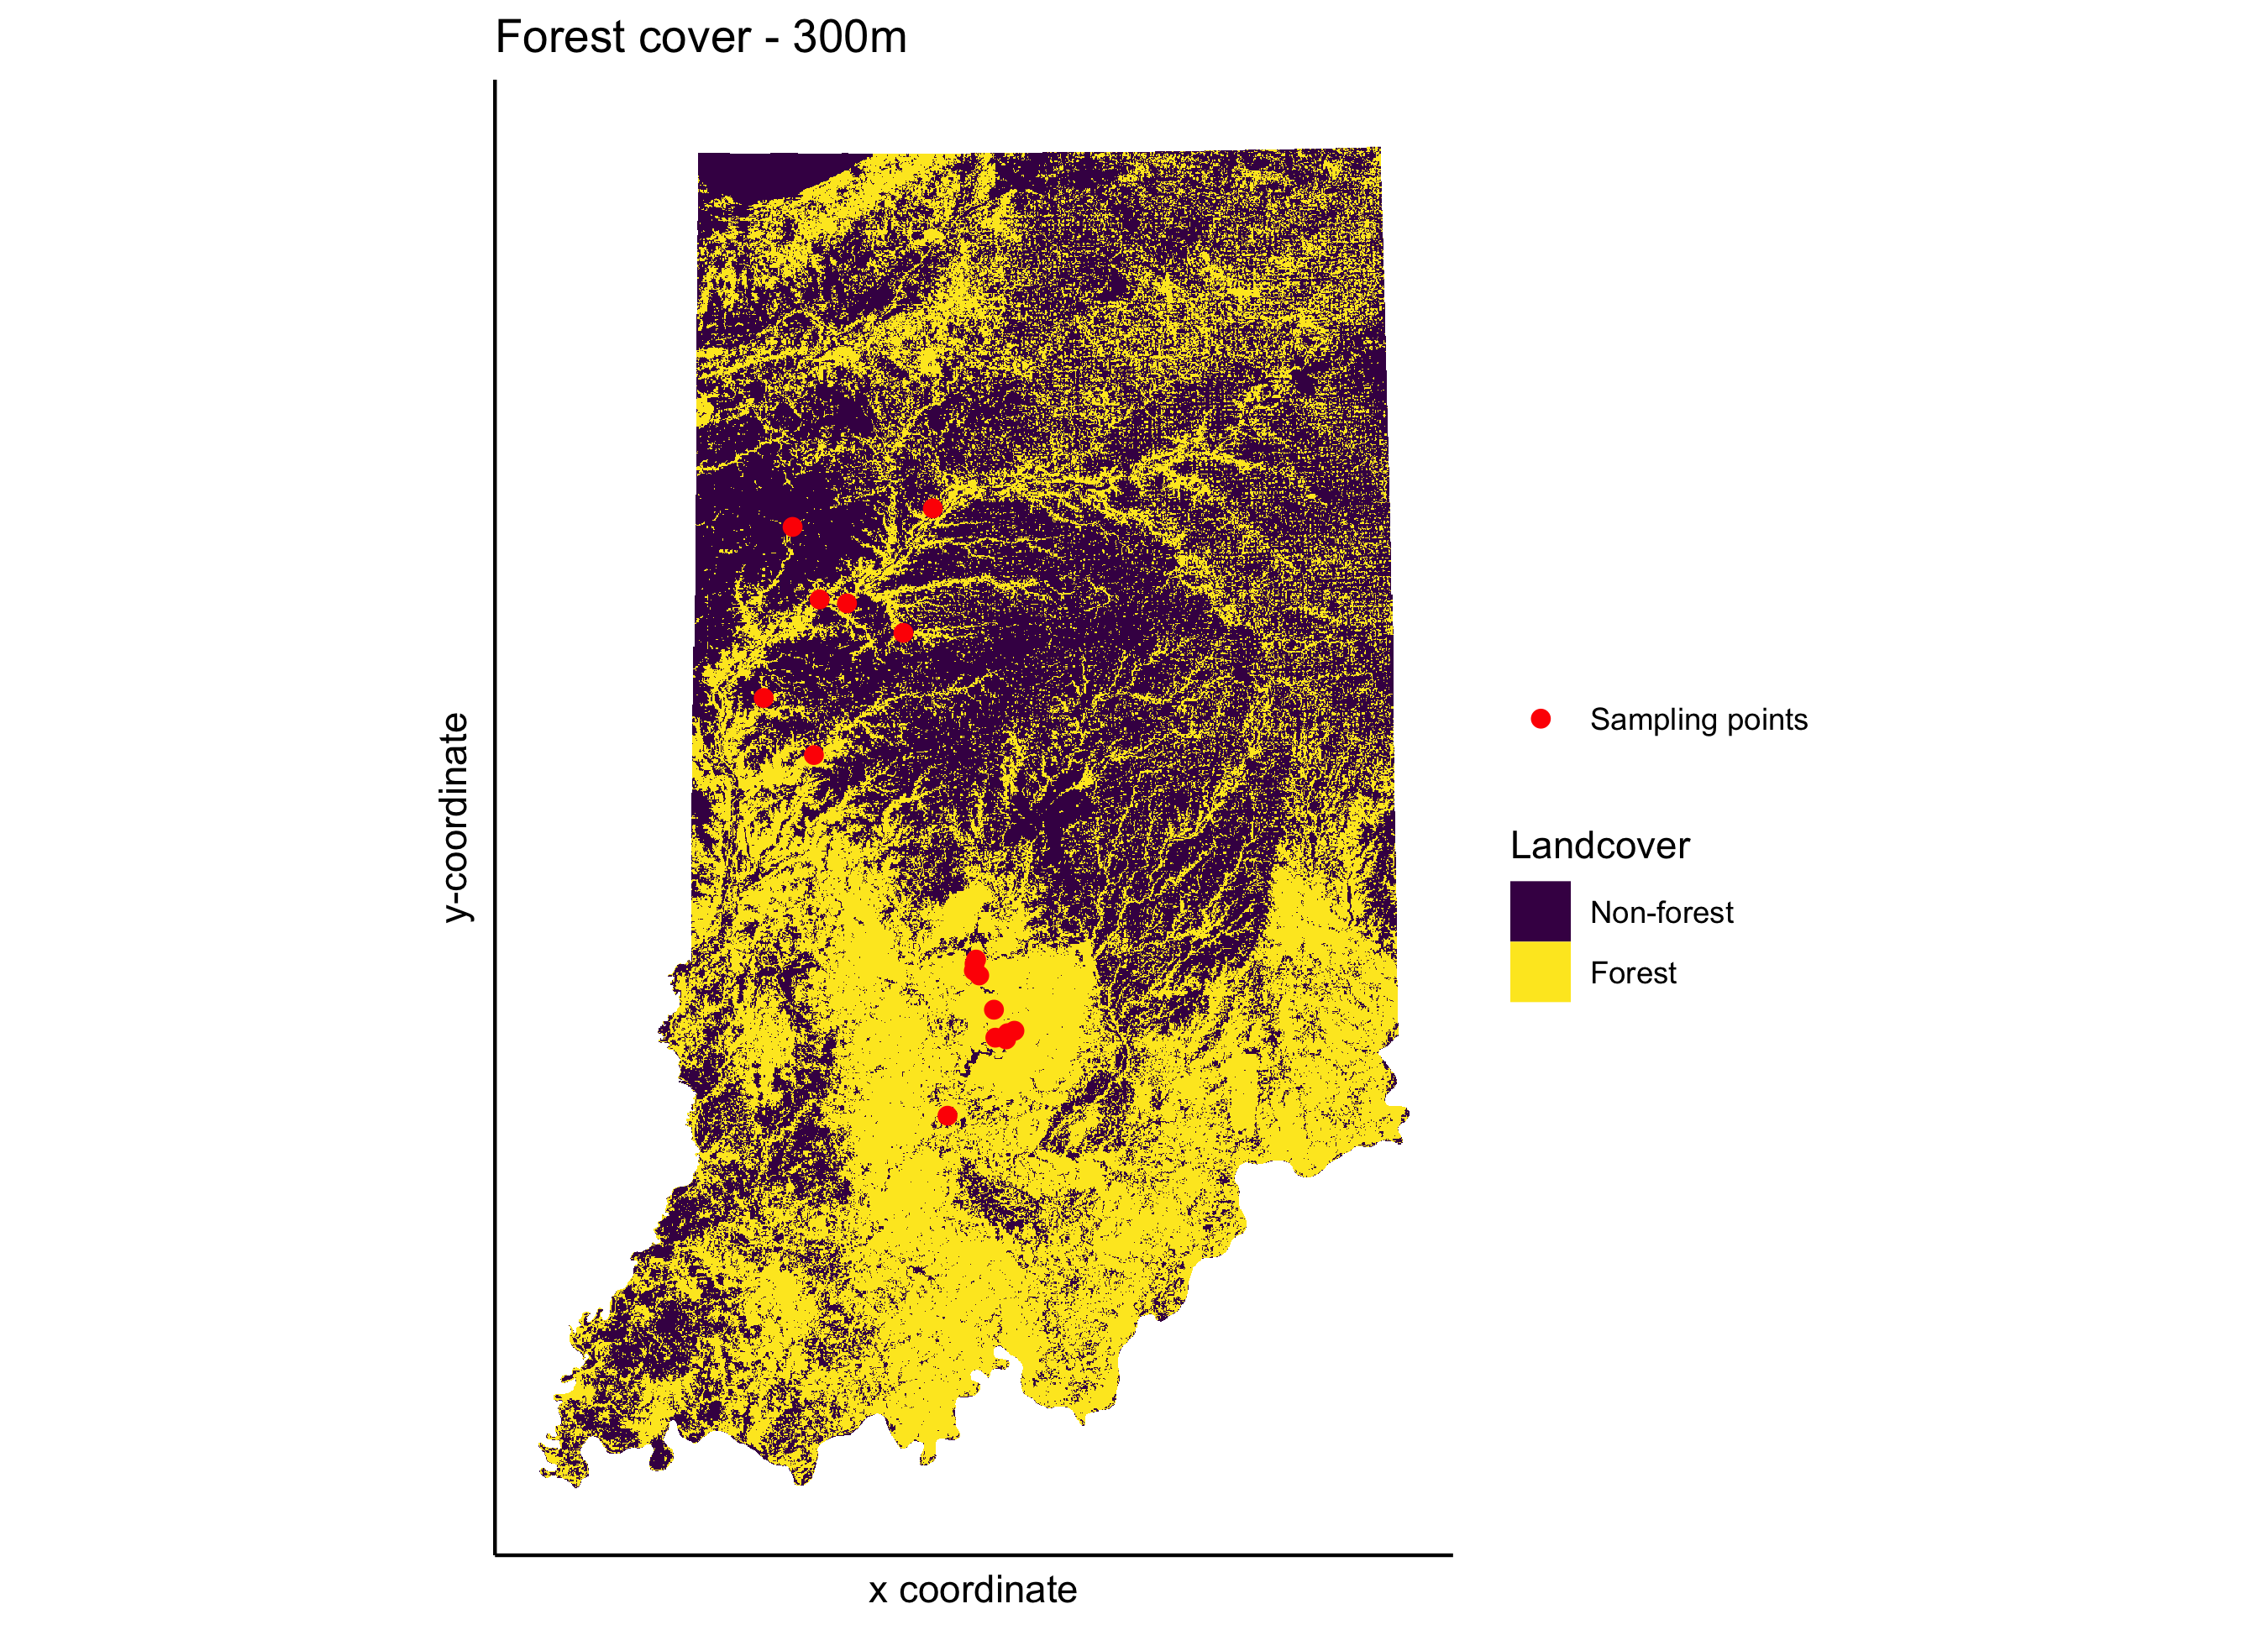 Forest cover - 300m
y-coordinate
x coordinate
Sampling points
Landcover
Non-forest
Forest